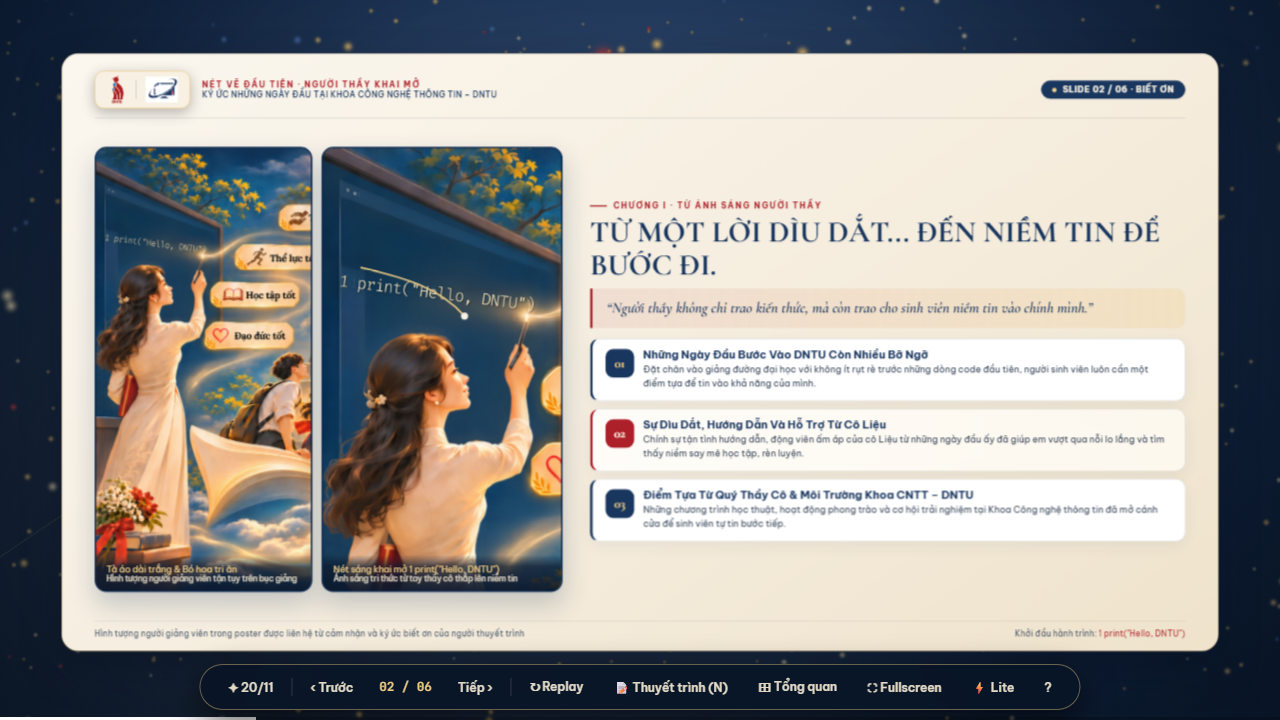 NÉT VẼ ĐẦU TIÊN · NGƯỜI THẦY KHAI MỞ
KÝ ỨC NHỮNG NGÀY ĐẦU TẠI KHOA CÔNG NGHỆ THÔNG TIN – DNTU
SLIDE 02 / 06 · BIẾT ƠN
1 print("Hello, DNTU")
Thể lực t
Học tập tốt
Đạo đức tốt
Tà áo dài trắng & Bó hoa tri ân
Hình tượng người giảng viên tận tụy trên bục giảng
1 print("Hello, DNTU")
Nét sáng khai mở 1 print("Hello, DNTU")
Ánh sáng tri thức từ tay thầy cô thắp lên niềm tin
CHƯƠNG I · TỪ ÁNH SÁNG NGƯỜI THẦY
TỪ MỘT LỜI DÌU DẮT... ĐẾN NIỀM TIN ĐỂ
BƯỚC ĐI.
“Người thầy không chỉ trao kiến thức, mà còn trao cho sinh viên niềm tin vào chính mình.”
01
Những Ngày Đầu Bước Vào DNTU Còn Nhiều Bỡ Ngỡ
Đặt chân vào giảng đường đại học với không ít rụt rè trước những dòng code đầu tiên, người sinh viên luôn cần một
điểm tựa để tin vào khả năng của mình.
02
Sự Dìu Dắt, Hướng Dẫn Và Hỗ Trợ Từ Cô Liệu
Chính sự tận tình hướng dẫn, động viên ấm áp của cô Liệu từ những ngày đầu ấy đã giúp em vượt qua nỗi lo lắng và tìm
thấy niềm say mê học tập, rèn luyện.
03
Điểm Tựa Từ Quý Thầy Cô & Môi Trường Khoa CNTT – DNTU
Những chương trình học thuật, hoạt động phong trào và cơ hội trải nghiệm tại Khoa Công nghệ thông tin đã mở cánh
cửa để sinh viên tự tin bước tiếp.
Hình tượng người giảng viên trong poster được liên hệ từ cảm nhận và ký ức biết ơn của người thuyết trình
Khởi đầu hành trình: 1 print("Hello, DNTU")
✦ 20/11
‹ Trước
02 / 06
Tiếp ›
↻ Replay
📝 Thuyết trình (N)
Tổng quan
⛶ Fullscreen
⚡ Lite
?